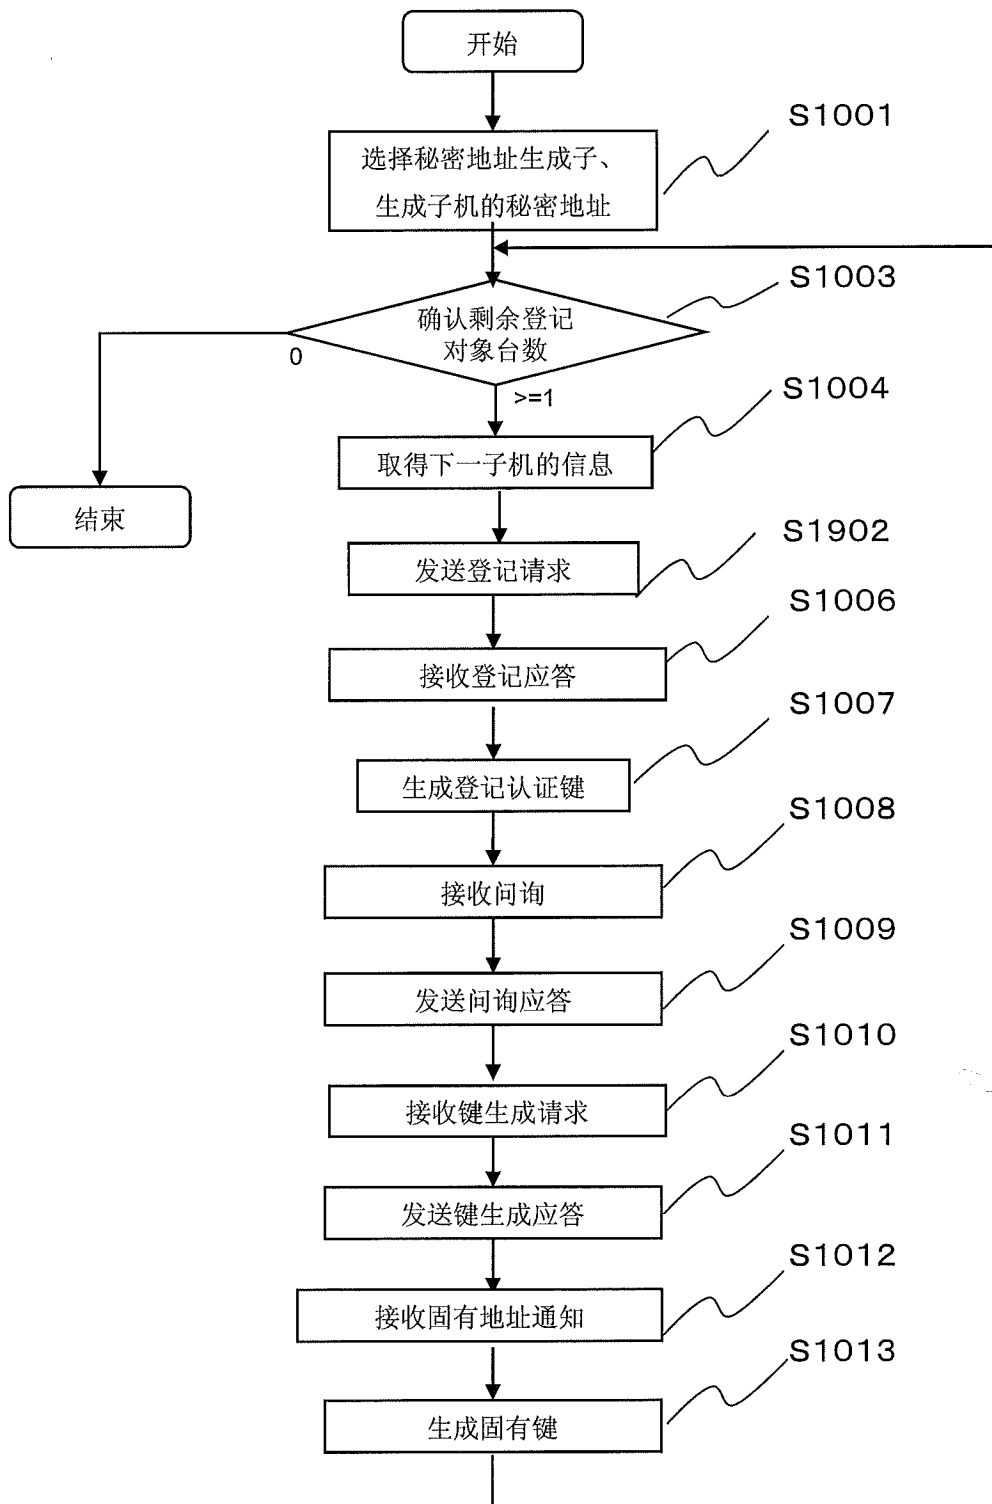 开始
S1001
选择秘密地址生成子、
生成子机的秘密地址
S1003
确认剩余登记
对象台数
0
>=1
S1004
取得下一子机的信息
结束
S1902
发送登记请求
S1006
接收登记应答
S1007
生成登记认证键
S1008
接收问询
S1009
发送问询应答
S1010
接收键生成请求
S1011
发送键生成应答
S1012
接收固有地址通知
S1013
生成固有键